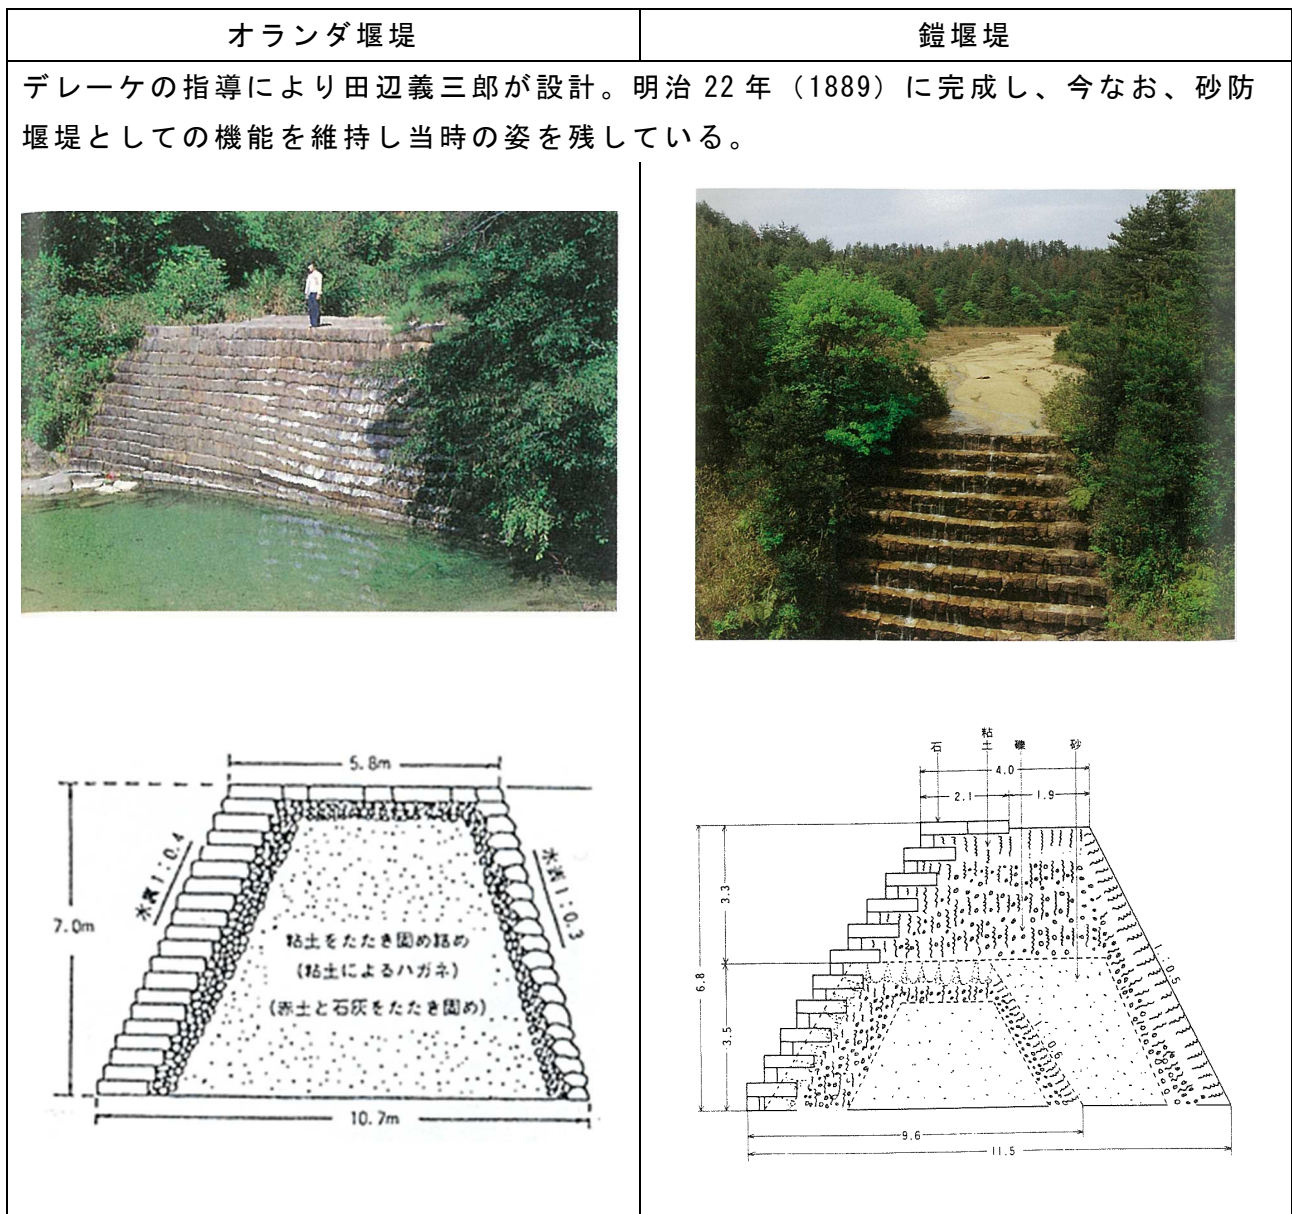 オランダ堰堤
鎧堰堤
デレーケの指導により田辺義三郎が設計。明治 22 年（1889）に完成し、今なお、砂防
堰堤としての機能を維持し当時の姿を残している。
5.8m
7.0m
1:0.4
1:0.3
粘土をたたき固め詰め
(粘土によるハガネ)
(赤土と石灰をたたき固め)
10.7m
石
粘土
礫
砂
4.0
2.1
1.9
3.3
6.8
3.5
1:0.5
1:0.6
9.6
11.5